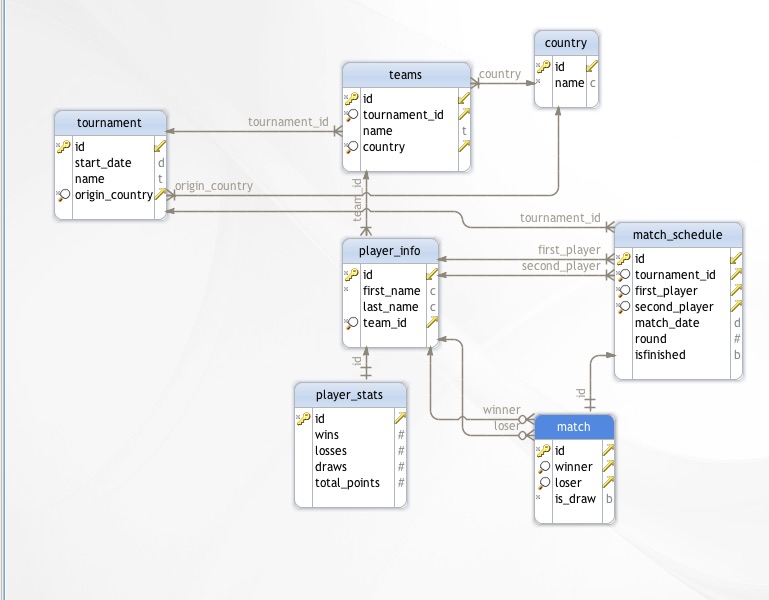 country
id
name c
teams
id
tournament_id
name t
country
country
tournament
id
start_date d
name t
origin_country
tournament_id
origin_country
team_id
tournament_id
match_schedule
id
tournament_id
first_player
second_player
match_date d
round #
isfinished b
first_player
second_player
player_info
id
first_name c
last_name c
team_id
id
player_stats
id
wins #
losses #
draws #
total_points #
winner
loser
id
match
id
winner
loser
is_draw b